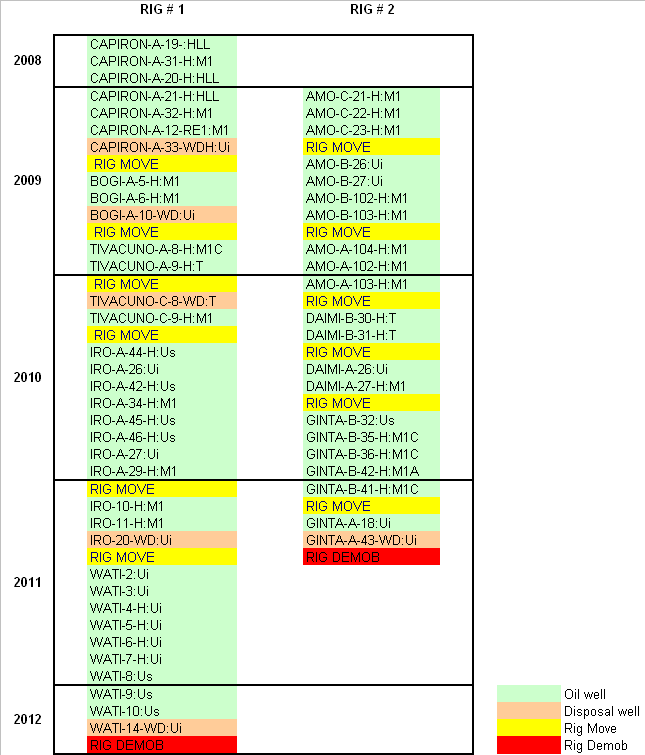 RIG # 1 RIG # 2
2008
CAPIRON-A-19-:HLL
CAPIRON-A-31-H:M1
CAPIRON-A-20-H:HLL
2009
CAPIRON-A-21-H:HLL AMO-C-21-H:M1
CAPIRON-A-32-H:M1 AMO-C-22-H:M1
CAPIRON-A-12-RE1:M1 AMO-C-23-H:M1
CAPIRON-A-33-WDH:Ui RIG MOVE
RIG MOVE AMO-B-26:Ui
BOGI-A-5-H:M1 AMO-B-27:Ui
BOGI-A-6-H:M1 AMO-B-102-H:M1
BOGI-A-10-WD:Ui AMO-B-103-H:M1
RIG MOVE RIG MOVE
TIVACUNO-A-8-H:M1C AMO-A-104-H:M1
TIVACUNO-A-9-H:T AMO-A-102-H:M1
2010
RIG MOVE AMO-A-103-H:M1
TIVACUNO-C-8-WD:T RIG MOVE
TIVACUNO-C-9-H:M1 DAIMI-B-30-H:T
RIG MOVE DAIMI-B-31-H:T
IRO-A-44-H:Us RIG MOVE
IRO-A-26:Ui DAIMI-A-26:Ui
IRO-A-42-H:Us DAIMI-A-27-H:M1
IRO-A-34-H:M1 RIG MOVE
IRO-A-45-H:Us GINTA-B-32:Us
IRO-A-46-H:Us GINTA-B-35-H:M1C
IRO-A-27:Ui GINTA-B-36-H:M1C
IRO-A-29-H:M1 GINTA-B-42-H:M1A
2011
RIG MOVE GINTA-B-41-H:M1C
IRO-10-H:M1 RIG MOVE
IRO-11-H:M1 GINTA-A-18:Ui
IRO-20-WD:Ui GINTA-A-43-WD:Ui
RIG MOVE RIG DEMOB
WATI-2:Ui
WATI-3:Ui
WATI-4-H:Ui
WATI-5-H:Ui
WATI-6-H:Ui
WATI-7-H:Ui
WATI-8:Us
2012
WATI-9:Us
WATI-10:Us
WATI-14-WD:Ui
RIG DEMOB
Oil well
Disposal well
Rig Move
Rig Demob